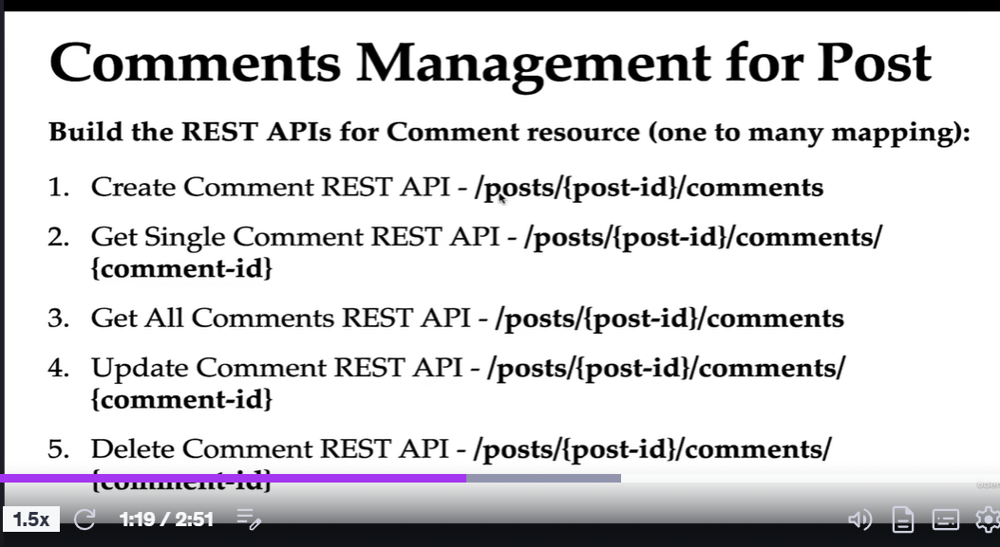 Comments Management for Post
Build the REST APIs for Comment resource (one to many mapping):
1. Create Comment REST API - /posts/{post-id}/comments
2. Get Single Comment REST API - /posts/{post-id}/comments/
{comment-id}
3. Get All Comments REST API - /posts/{post-id}/comments
4. Update Comment REST API - /posts/{post-id}/comments/
{comment-id}
5. Delete Comment REST API - /posts/{post-id}/comments/
{comment-id}
1.5x 1:19 / 2:51